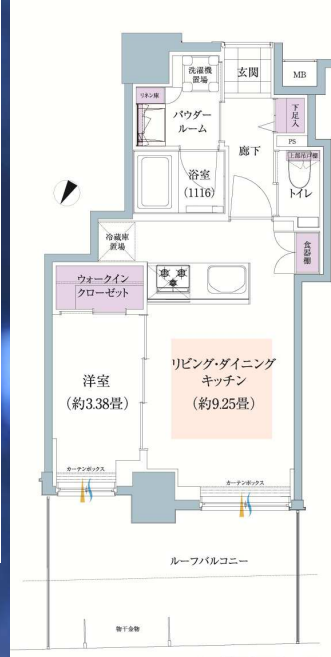 洗濯機
置場
玄関
MB
リネン庫
下足入
パウダー
ルーム
PS
廊下
上部吊戸棚
浴室
(1116)
トイレ
冷蔵庫
置場
食器棚
ウォークイン
クローゼット
リビング・ダイニング
キッチン
(約9.25畳)
洋室
(約3.38畳)
カーテンボックス
カーテンボックス
ルーフバルコニー
物干金物